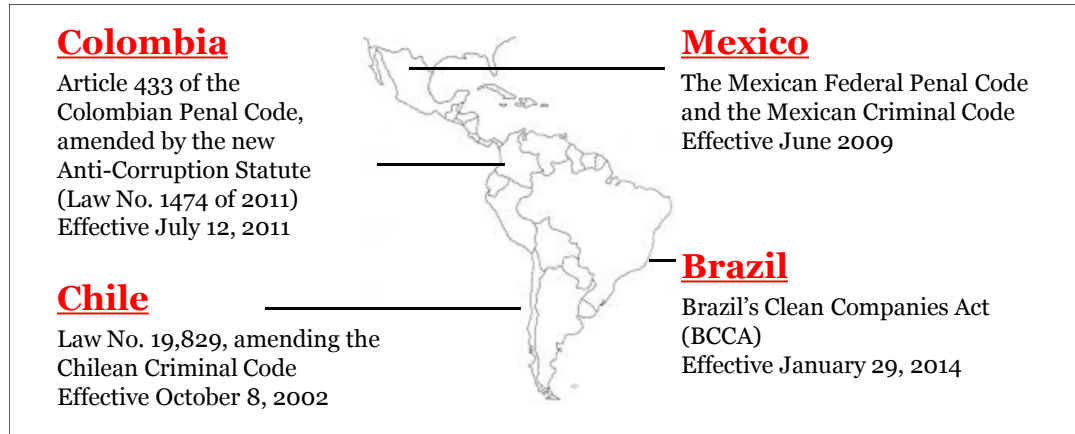 Colombia
Article 433 of the
Colombian Penal Code,
amended by the new
Anti-Corruption Statute
(Law No. 1474 of 2011)
Effective July 12, 2011
Chile
Law No. 19,829, amending the
Chilean Criminal Code
Effective October 8, 2002
Mexico
The Mexican Federal Penal Code
and the Mexican Criminal Code
Effective June 2009
Brazil
Brazil’s Clean Companies Act
(BCCA)
Effective January 29, 2014